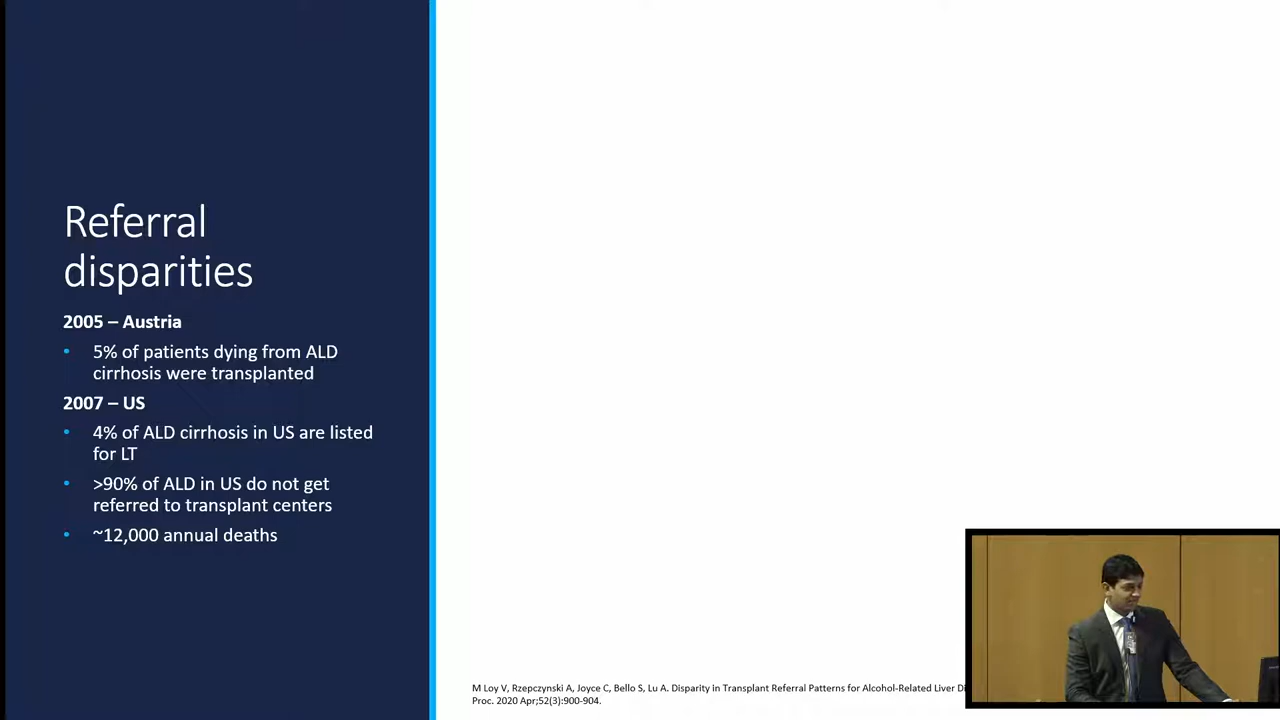 Referral
disparities
2005 – Austria
• 5% of patients dying from ALD
cirrhosis were transplanted
2007 – US
• 4% of ALD cirrhosis in US are listed
for LT
• >90% of ALD in US do not get
referred to transplant centers
• ~12,000 annual deaths
M Loy V, Rzepczynski A, Joyce C, Bello S, Lu A. Disparity in Transplant Referral Patterns for Alcohol-Related Liver
Proc. 2020 Apr;52(3):900-904.